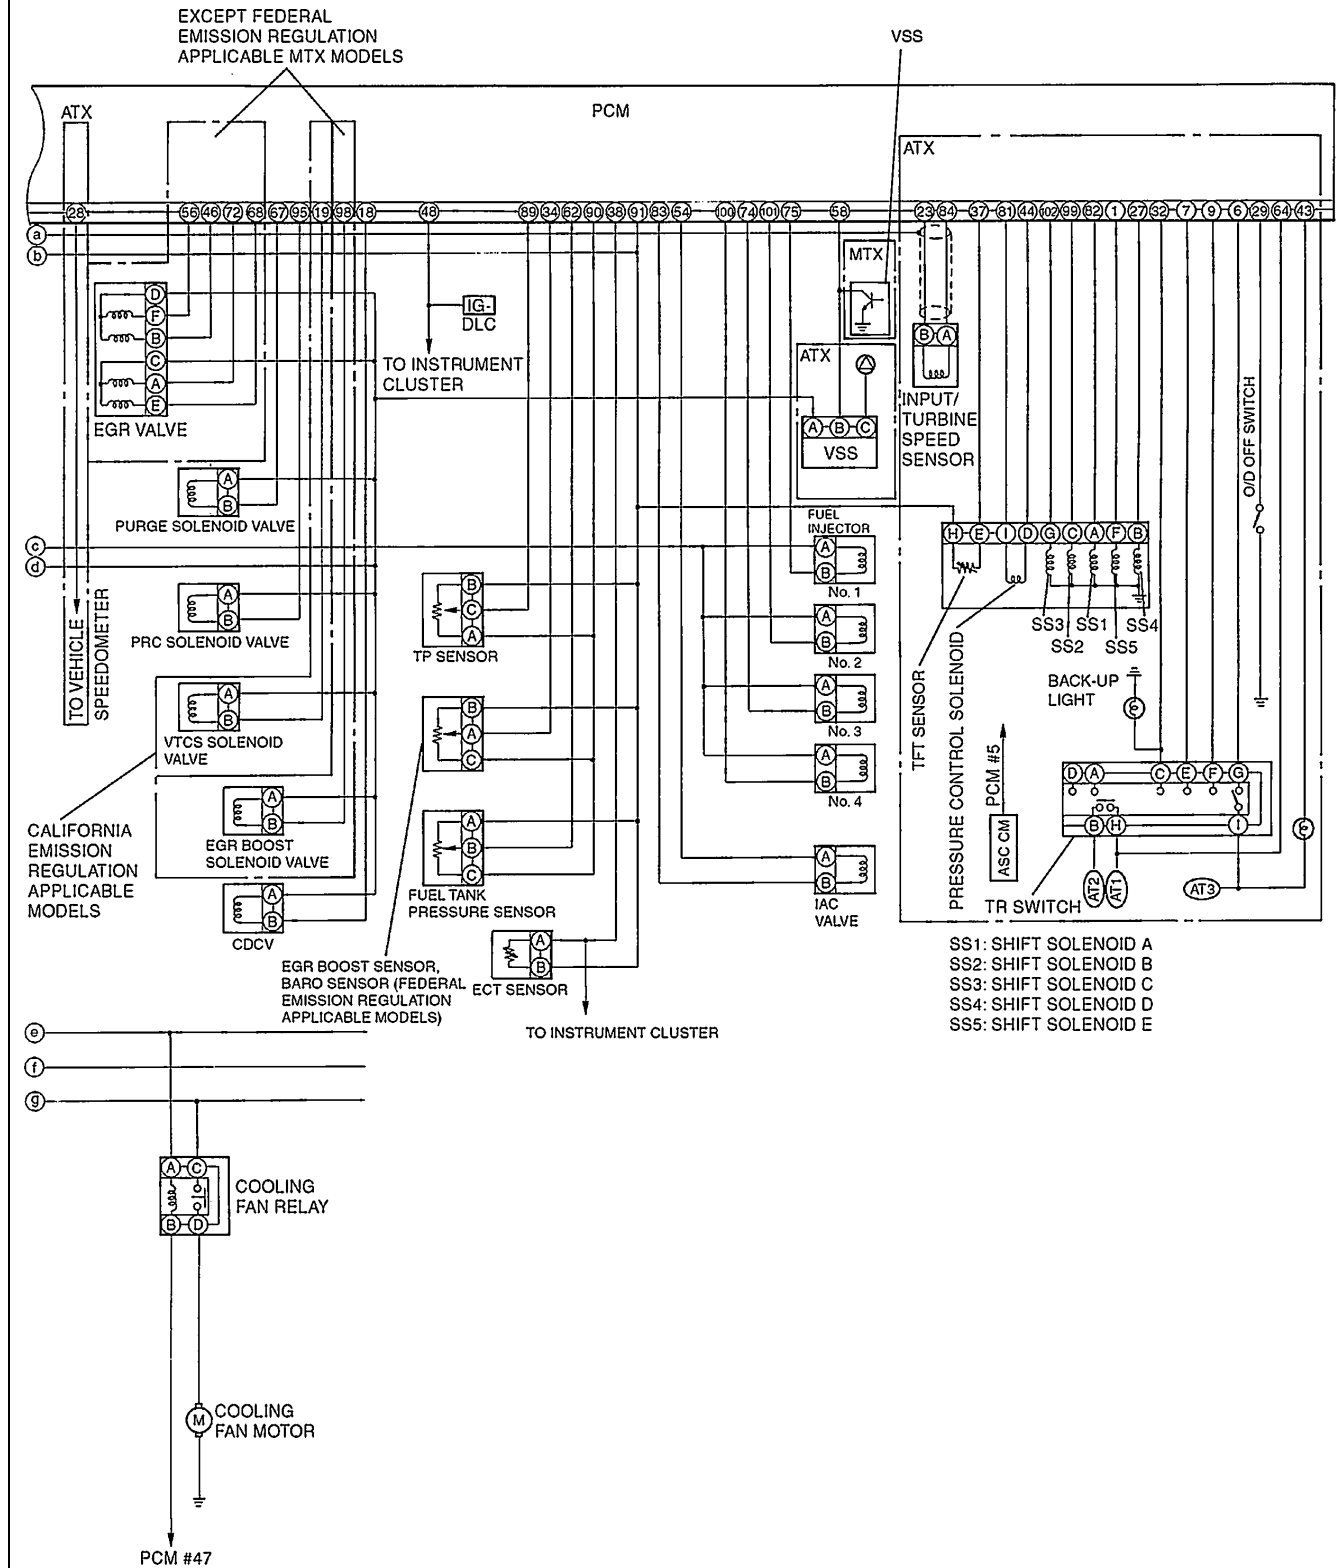 EXCEPT FEDERAL
EMISSION REGULATION
APPLICABLE MTX MODELS
VSS
PCM
ATX
ATX
28 56 46 72 68 67 95 19 98 18 48 89 34 62 90 38 91 83 54 100 74 101 75 58 23 84 37 81 44 102 99 82 1 27 32 7 9 6 29 64 43
a
b
MTX
D
F
B
C
A
E
EGR VALVE
IG-
DLC
TO INSTRUMENT
CLUSTER
ATX
A B C
VSS
B A
INPUT/
TURBINE
SPEED
SENSOR
O/D OFF SWITCH
A
B
PURGE SOLENOID VALVE
c
d
FUEL
INJECTOR
A
B
No. 1
A
B
No. 2
A
B
No. 3
A
B
No. 4
H E I D G C A F B
SS3 SS1 SS4
SS2 SS5
TFT SENSOR
PRESSURE CONTROL SOLENOID
BACK-UP
LIGHT
PCM #5
ASC CM
D A C E F G
B H I
AT2 AT1 AT3
TR SWITCH
A
B
PRC SOLENOID VALVE
TO VEHICLE
SPEEDOMETER
B
C
A
TP SENSOR
A
B
VTCS SOLENOID
VALVE
B
A
C
A
B
EGR BOOST
SOLENOID VALVE
CALIFORNIA
EMISSION
REGULATION
APPLICABLE
MODELS
A
B
C
FUEL TANK
PRESSURE SENSOR
A
B
IAC
VALVE
A
B
CDCV
A
B
ECT SENSOR
EGR BOOST SENSOR,
BARO SENSOR (FEDERAL
EMISSION REGULATION
APPLICABLE MODELS)
TO INSTRUMENT CLUSTER
SS1: SHIFT SOLENOID A
SS2: SHIFT SOLENOID B
SS3: SHIFT SOLENOID C
SS4: SHIFT SOLENOID D
SS5: SHIFT SOLENOID E
e
f
g
A C
B D
COOLING
FAN RELAY
M
COOLING
FAN MOTOR
PCM #47